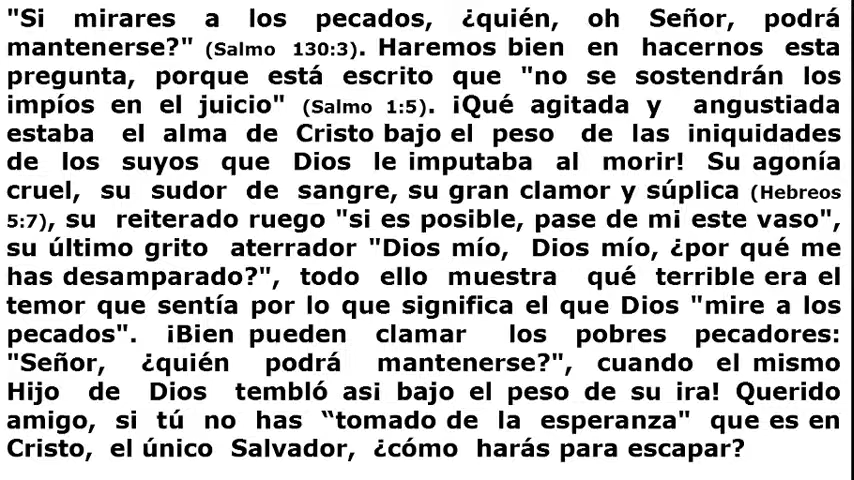 "Si mirares a los pecados, ¿quién, oh Señor, podrá
mantenerse?" (Salmo 130:3). Haremos bien en hacernos esta
pregunta, porque está escrito que "no se sostendrán los
impíos en el juicio" (Salmo 1:5). ¡Qué agitada y angustiada
estaba el alma de Cristo bajo el peso de las iniquidades
de los suyos que Dios le imputaba al morir! Su agonía
cruel, su sudor de sangre, su gran clamor y súplica (Hebreos
5:7), su reiterado ruego "si es posible, pase de mi este vaso",
su último grito aterrador "Dios mío, Dios mío, ¿por qué me
has desamparado?", todo ello muestra qué terrible era el
temor que sentía por lo que significa el que Dios "mire a los
pecados". ¡Bien pueden clamar los pobres pecadores:
"Señor, ¿quién podrá mantenerse?", cuando el mismo
Hijo de Dios tembló asi bajo el peso de su ira! Querido
amigo, si tú no has “tomado de la esperanza" que es en
Cristo, el único Salvador, ¿cómo harás para escapar?